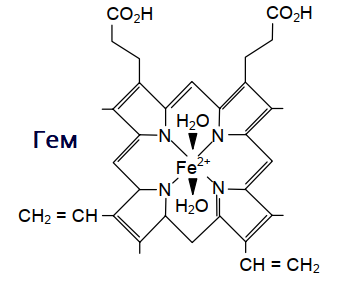 CO₂H
CO₂H
N
H₂O
N
Гем
Fe²⁺
N
H₂O
N
CH₂ = CH
CH = CH₂